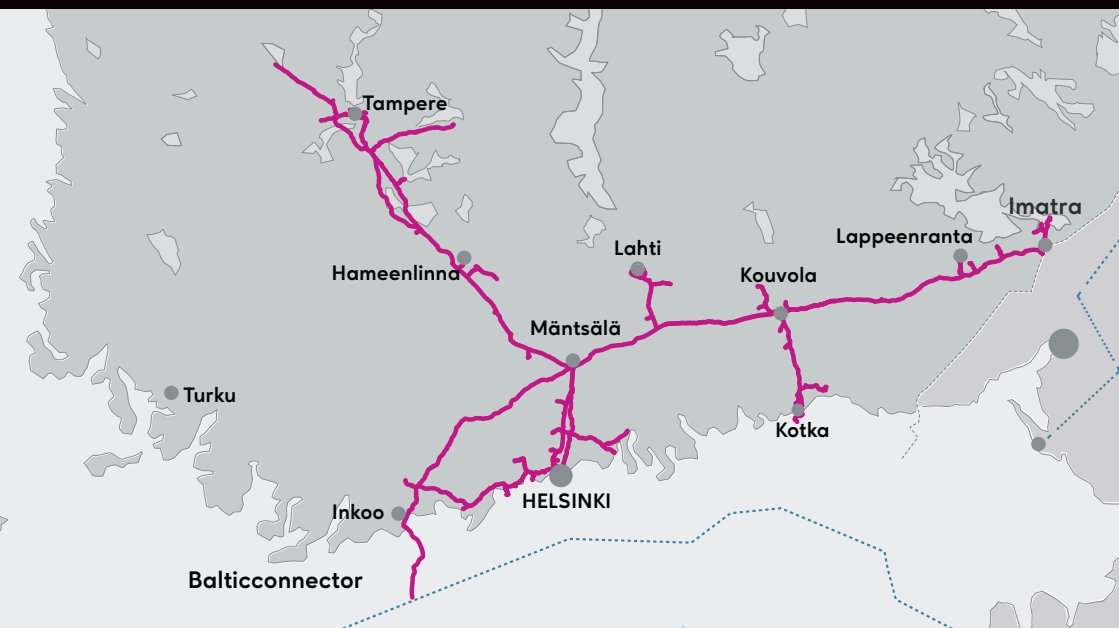 Tampere
Imatra
Lappeenranta
Lahti
Hameenlinna
Kouvola
Mäntsälä
Turku
Kotka
HELSINKI
Inkoo
Balticconnector